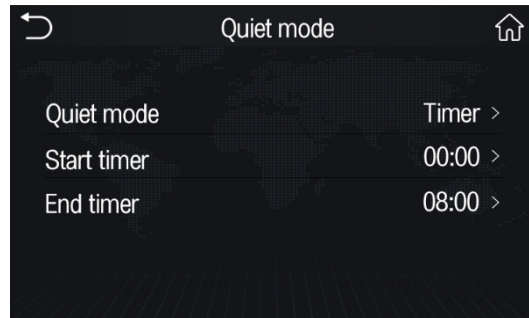 Quiet mode
Quiet mode Timer >
Start timer 00:00 >
End timer 08:00 >